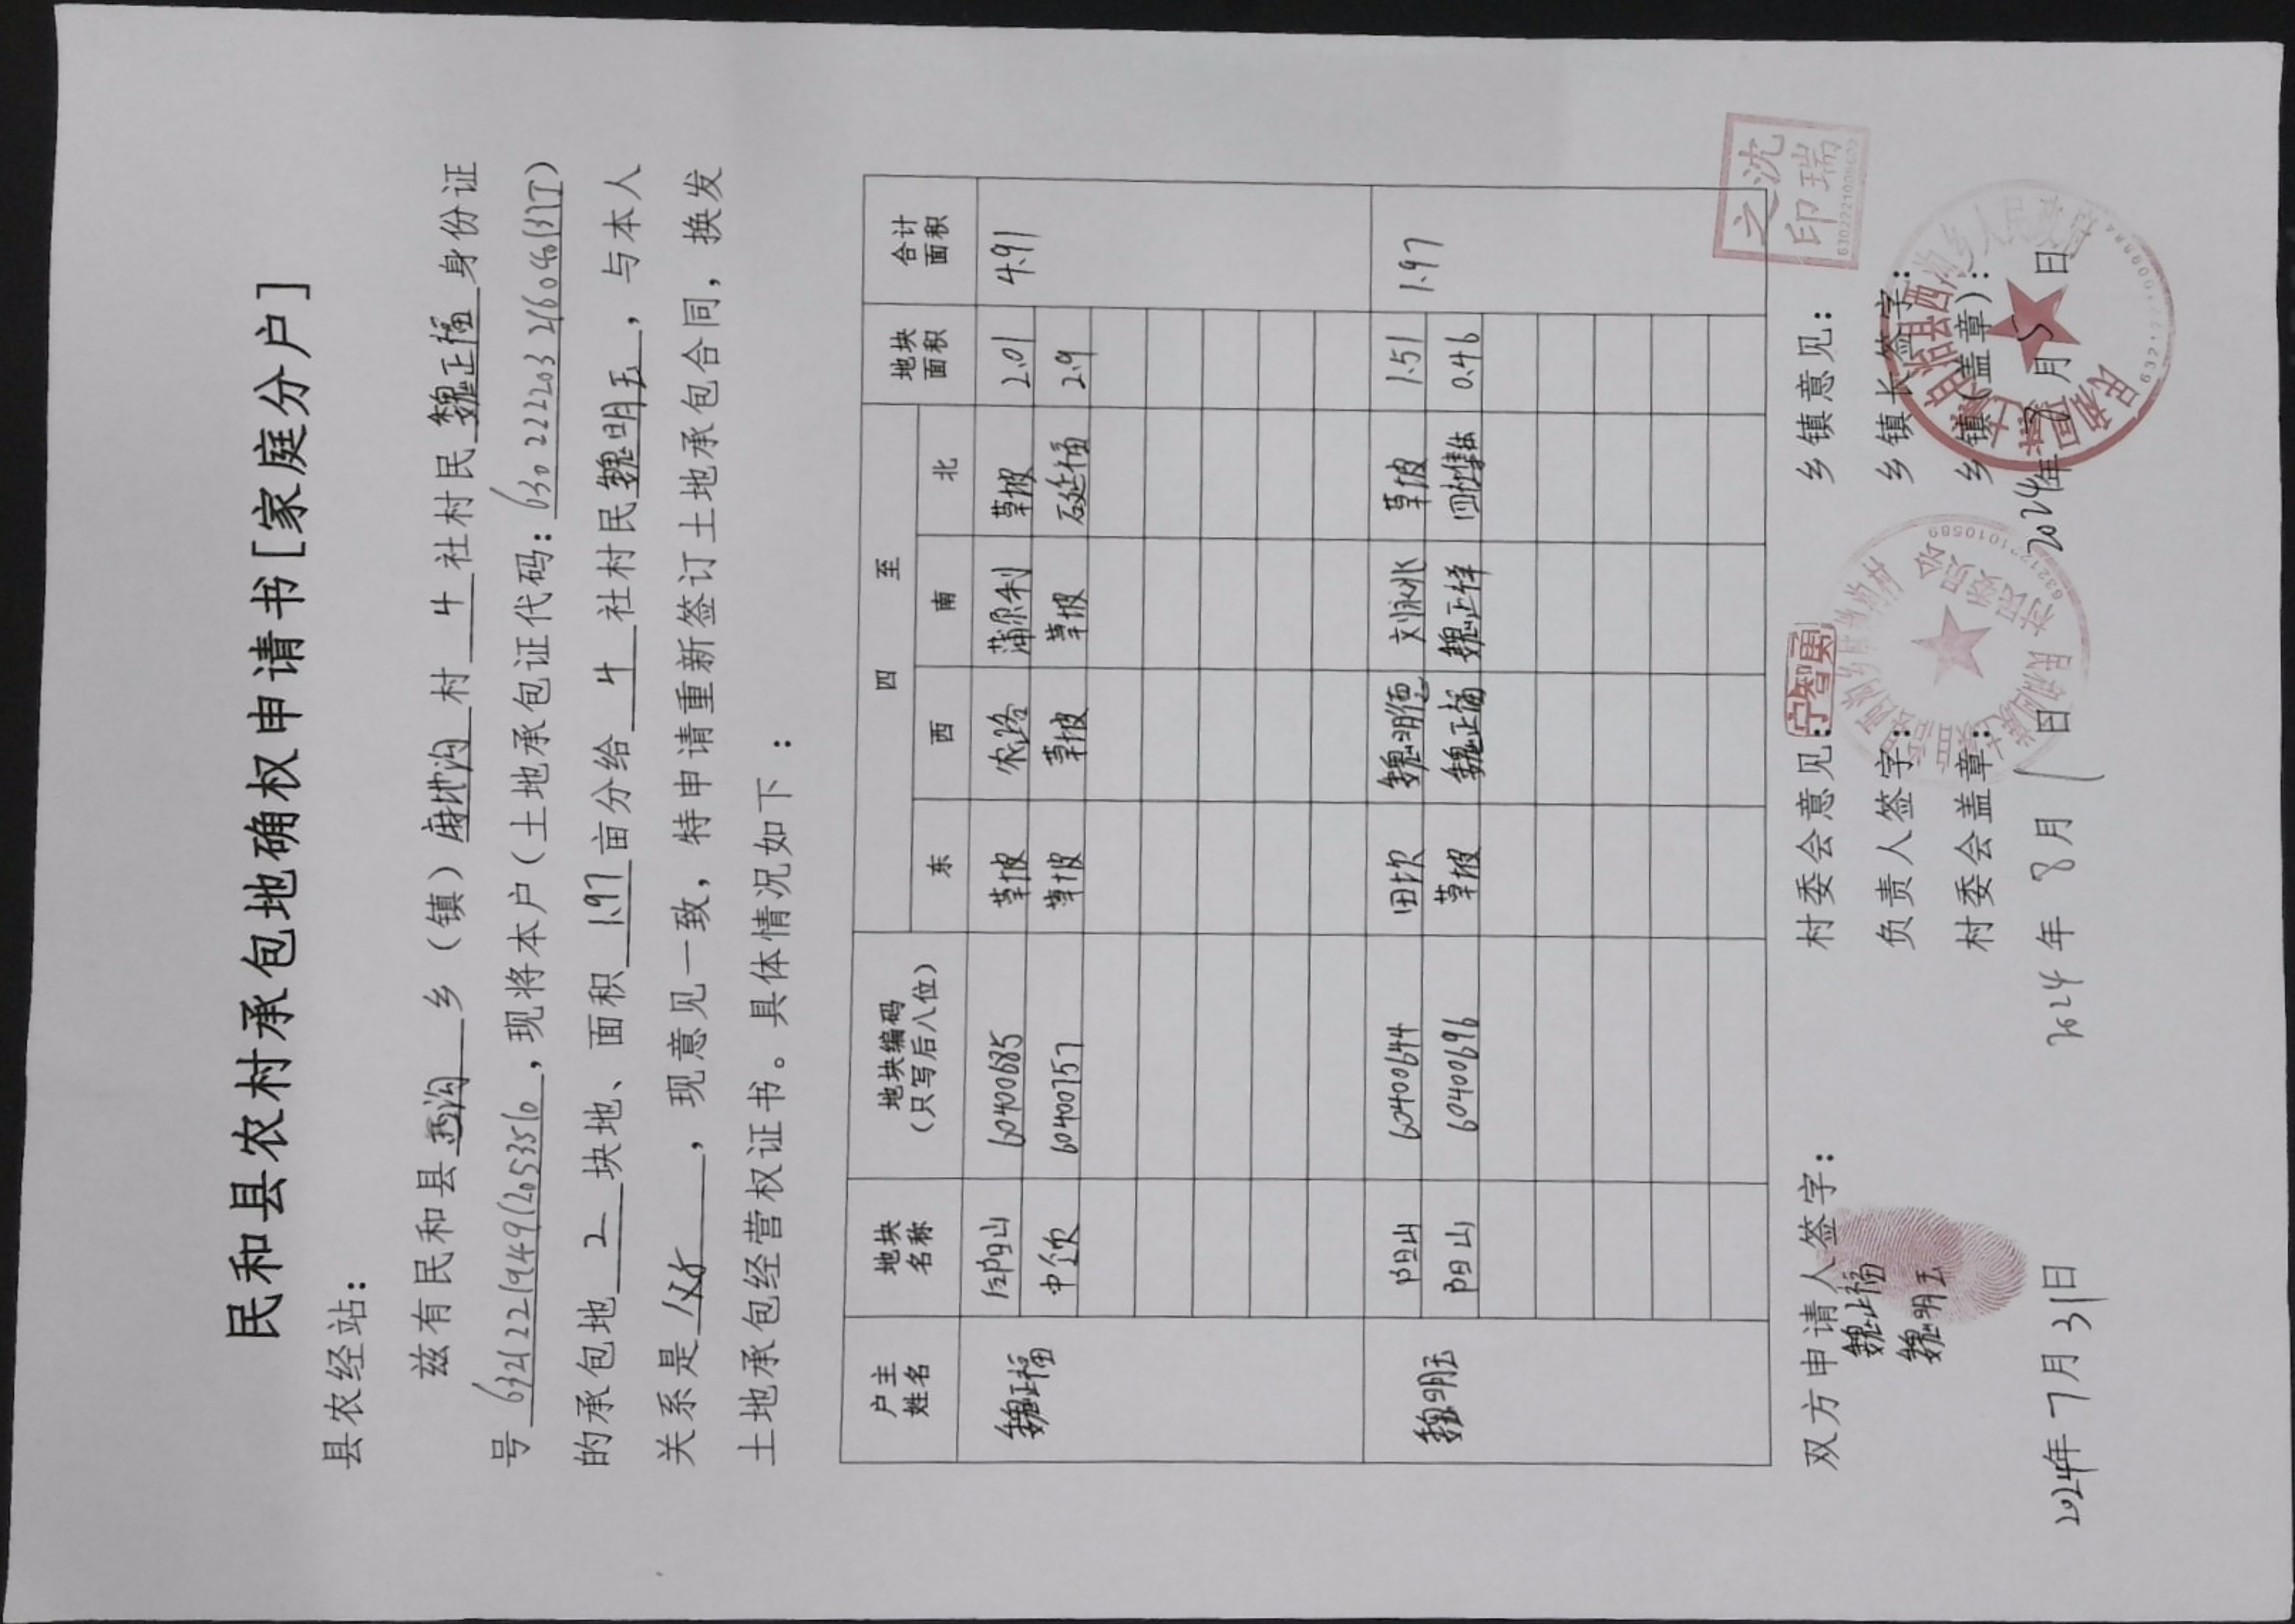 民和县农村承包地确权申请书[家庭分户]
县农经站：
兹有民和县西沟乡（镇）麻地沟村4社村民魏正福身份证
号632122194912053510，现将本户（土地承包证代码：630222203216040137J）
的承包地2块地、面积1.97亩分给4社村民魏明玉，与本人
关系是父子，现意见一致，特申请重新签订土地承包合同，换发
土地承包经营权证书。具体情况如下：
户主姓名 地块名称 地块编码（只写后八位） 四至 地块面积 合计面积
东 西 南 北
魏正福 后阳山 60400685 草坡 农路 草坡 2.01 4.91
中 60400757 草坡 草坡 草坡 石延福 2.9
魏明玉 阳山 60400644 田坎 魏明德 刘永兆 草坡 1.51 1.97
阳山 60400696 草坡 魏正福 魏正祥 四社集体 0.46
双方申请人签字： 村委会意见： 宁智勇 乡镇意见： 沈瑞之印
魏正福 负责人签字： 乡镇长签字：
魏明玉 村委会盖章： 乡镇(盖章)：
民和回族土族自治县西沟乡麻地沟村
村民委员会
6321221010589
民和回族土族自治县西沟乡人民政府
2024年7月31日 2024年8月1日 2024年8月5日